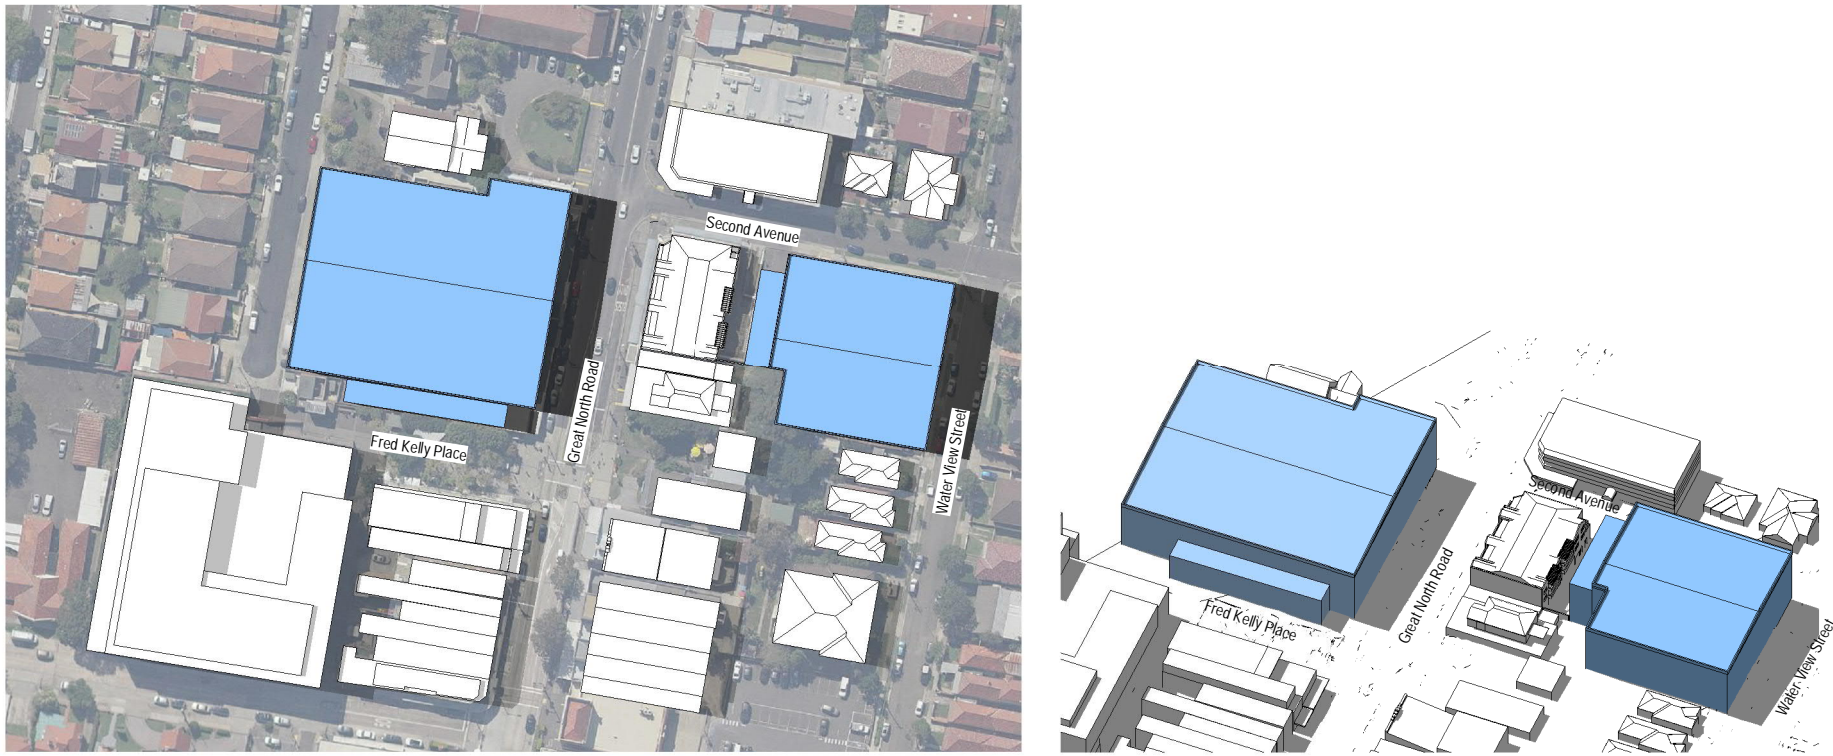 Second Avenue
Great North Road
Fred Kelly Place
Water View Street
Second Avenue
Great North Road
Fred Kelly Place
Water View Street